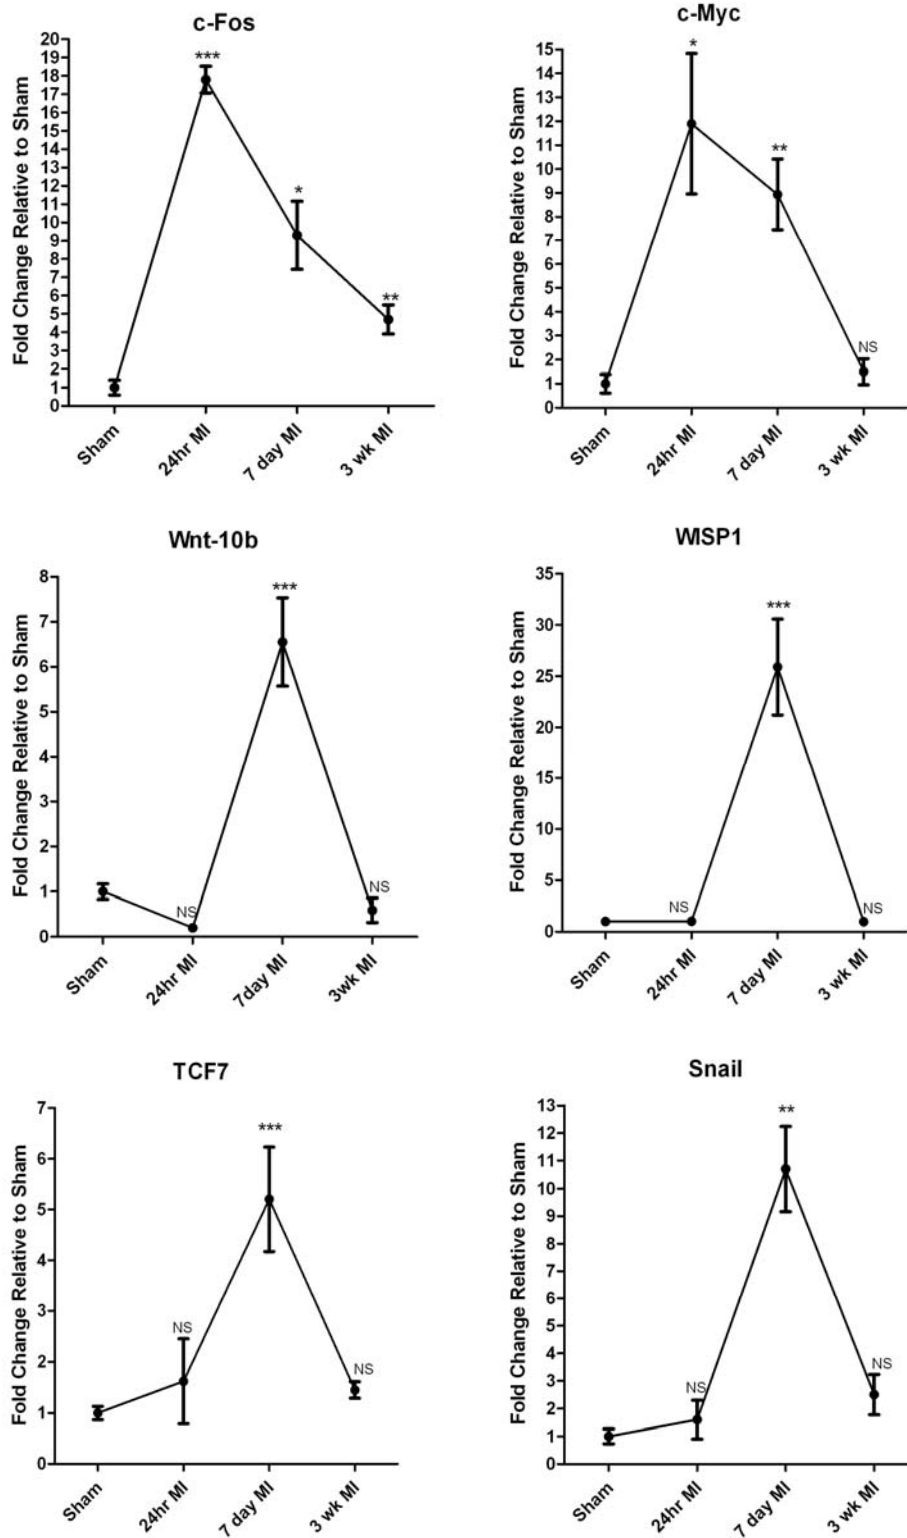 c-Fos
Fold Change Relative to Sham
20
19
18
17
16
15
14
13
12
11
10
9
8
7
6
5
4
3
2
1
0
***
*
**
Sham
24hr MI
7 day MI
3 wk MI
c-Myc
Fold Change Relative to Sham
15
14
13
12
11
10
9
8
7
6
5
4
3
2
1
0
*
**
NS
Sham
24hr MI
7 day MI
3 wk MI
Wnt-10b
Fold Change Relative to Sham
8
7
6
5
4
3
2
1
0
NS
***
NS
Sham
24hr MI
7day MI
3wk MI
WISP1
Fold Change Relative to Sham
35
30
25
20
15
10
5
0
NS
***
NS
Sham
24hr MI
7 day MI
3 wk MI
TCF7
Fold Change Relative to Sham
7
6
5
4
3
2
1
0
NS
***
NS
Sham
24hr MI
7 day MI
3 wk MI
Snail
Fold Change Relative to Sham
13
12
11
10
9
8
7
6
5
4
3
2
1
0
NS
**
NS
Sham
24hr MI
7 day MI
3 wk MI